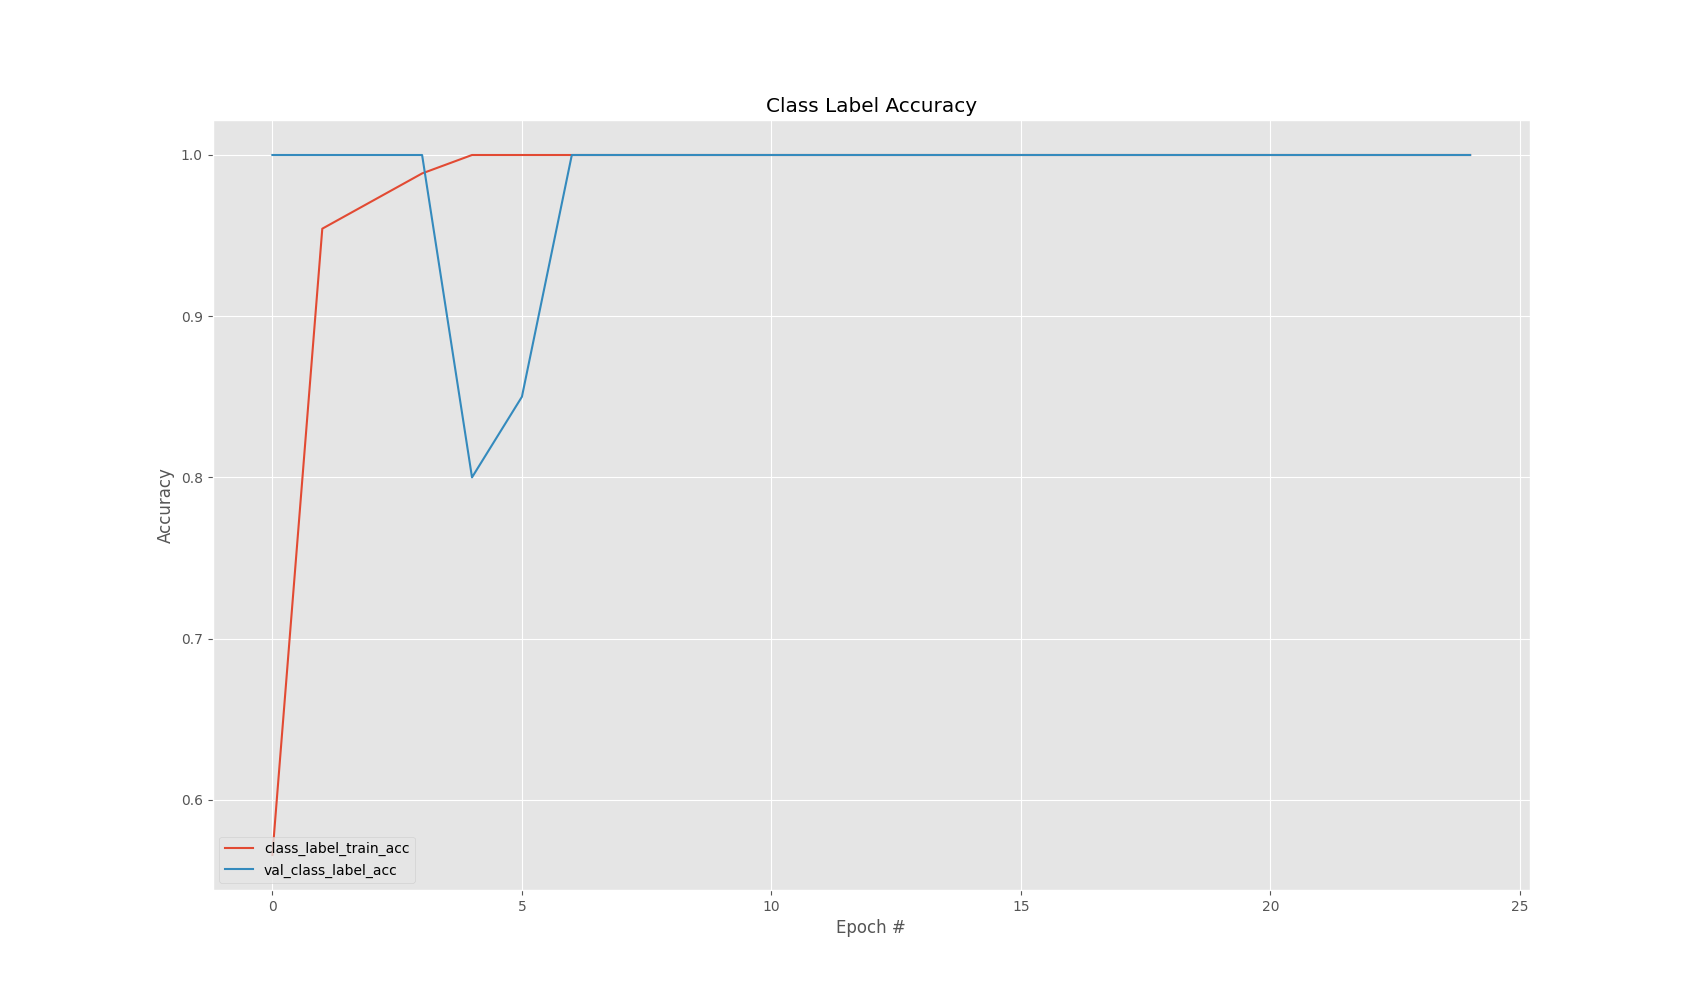 Class Label Accuracy
1.0
0.9
0.8
0.7
0.6
Accuracy
class_label_train_acc
val_class_label_acc
0 5 10 15 20 25
Epoch #